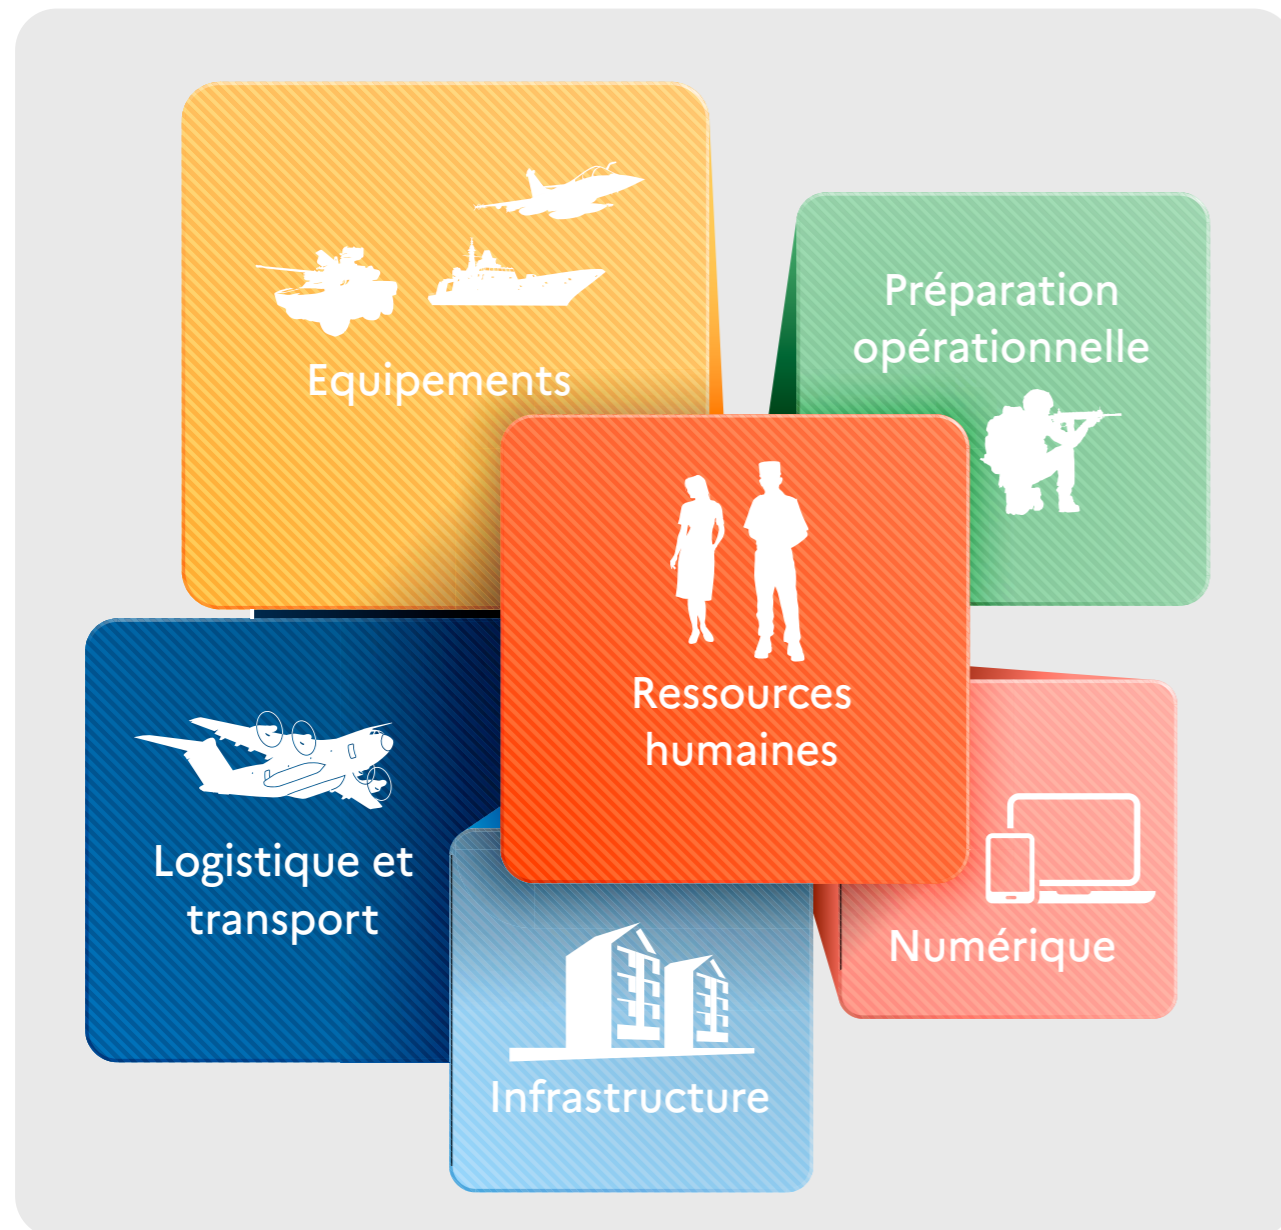 Equipements
Préparation
opérationnelle
Ressources
humaines
Logistique et
transport
Numérique
Infrastructure